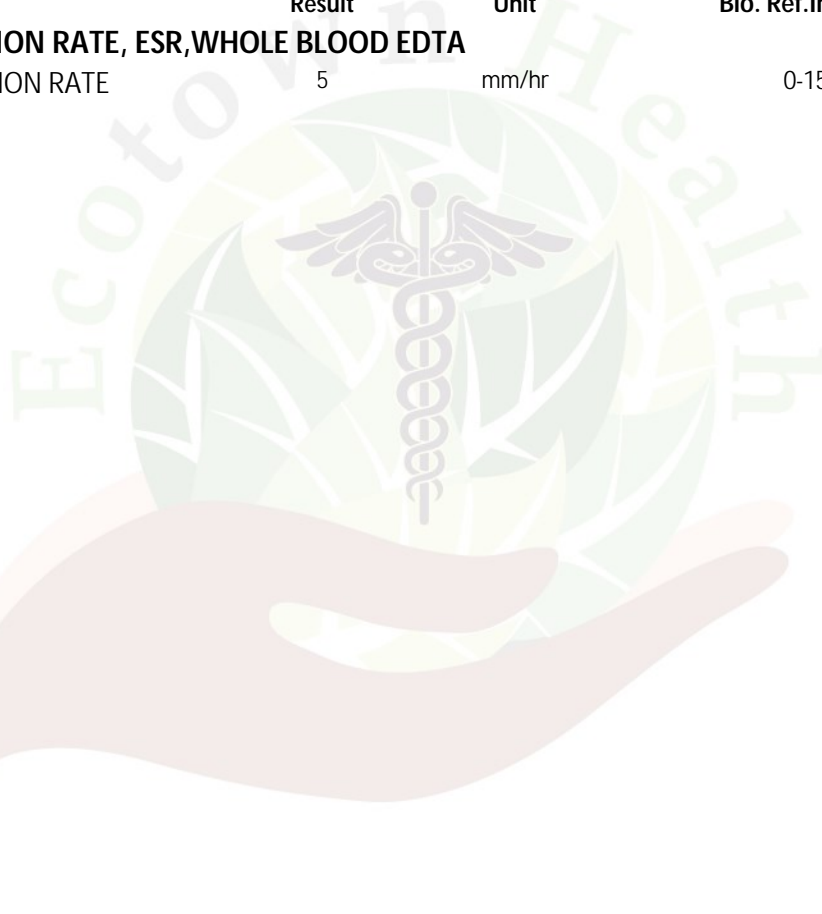 Result Unit Bio. Ref.In
ION RATE, ESR,WHOLE BLOOD EDTA
ION RATE 5 mm/hr 0-15
Ecotown Health